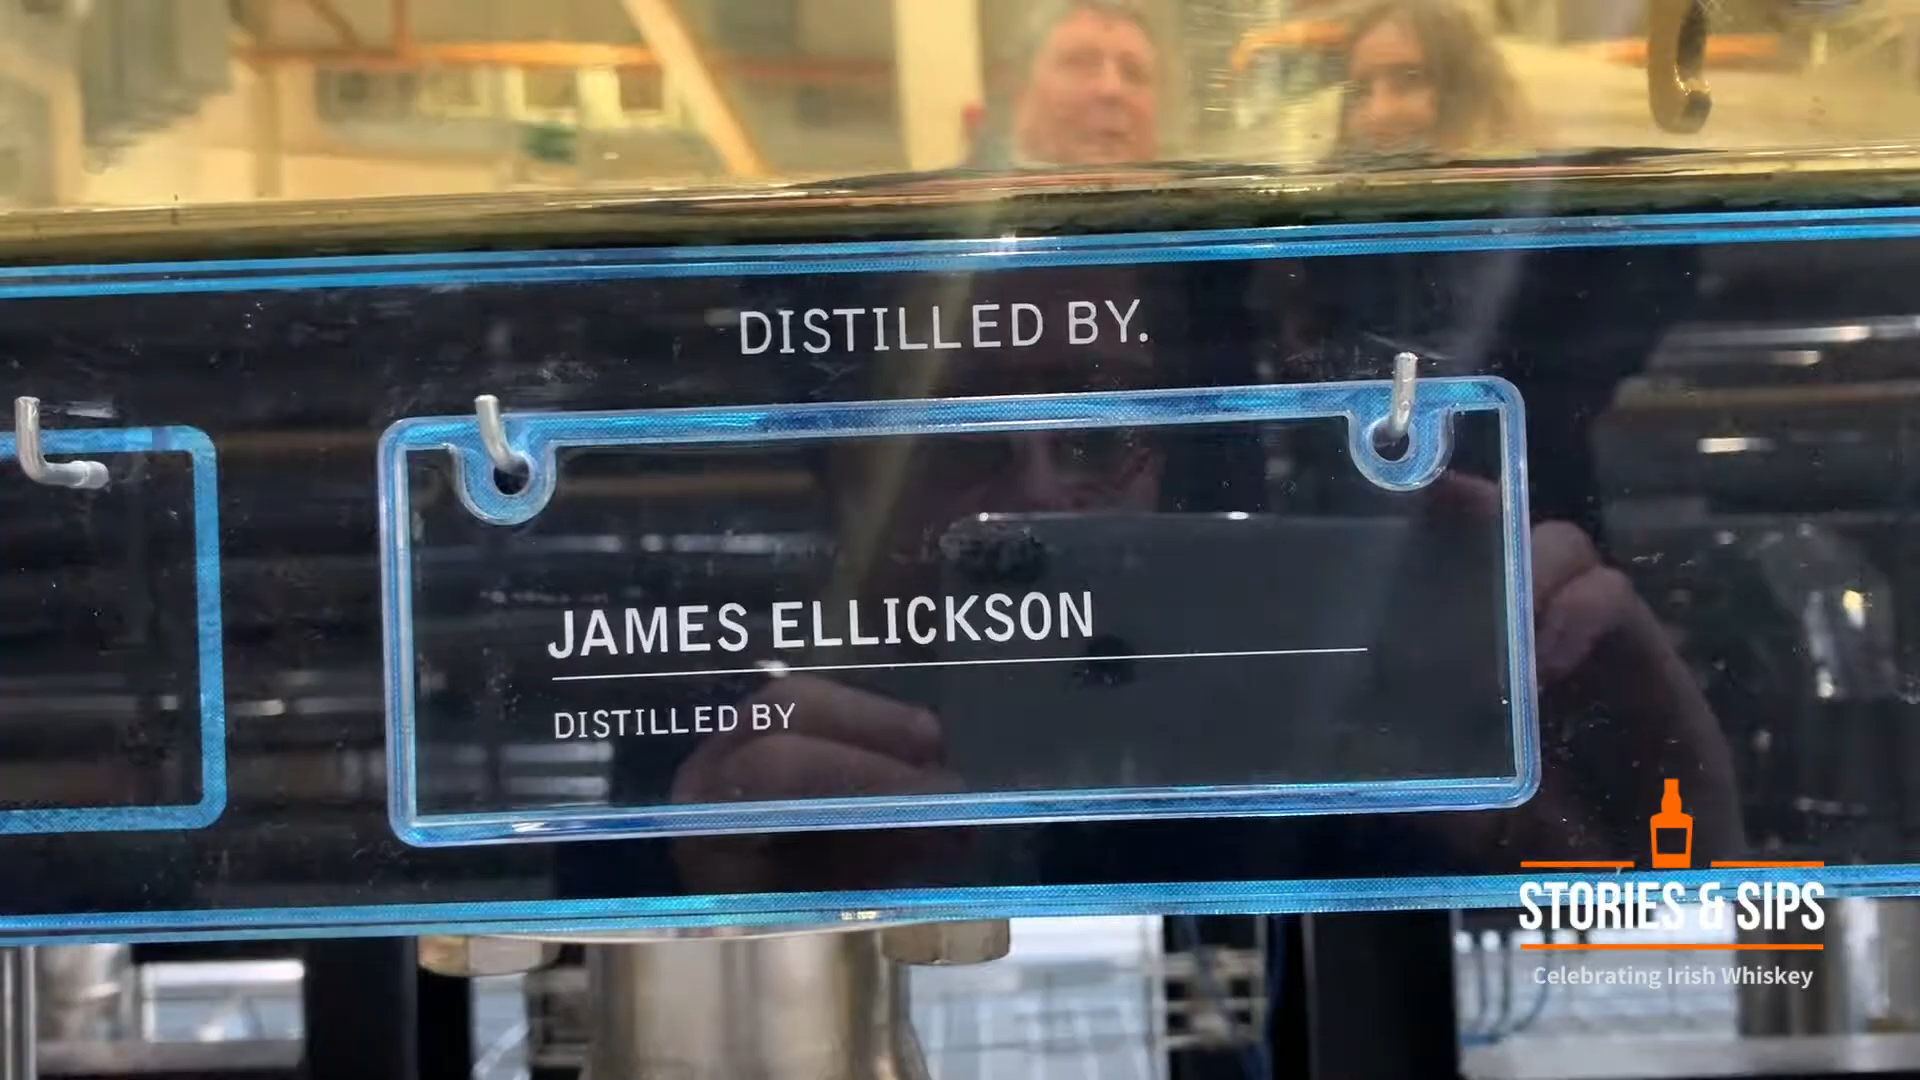 DISTILLED BY.
JAMES ELLICKSON
DISTILLED BY
STORIES & SIPS
Celebrating Irish Whiskey